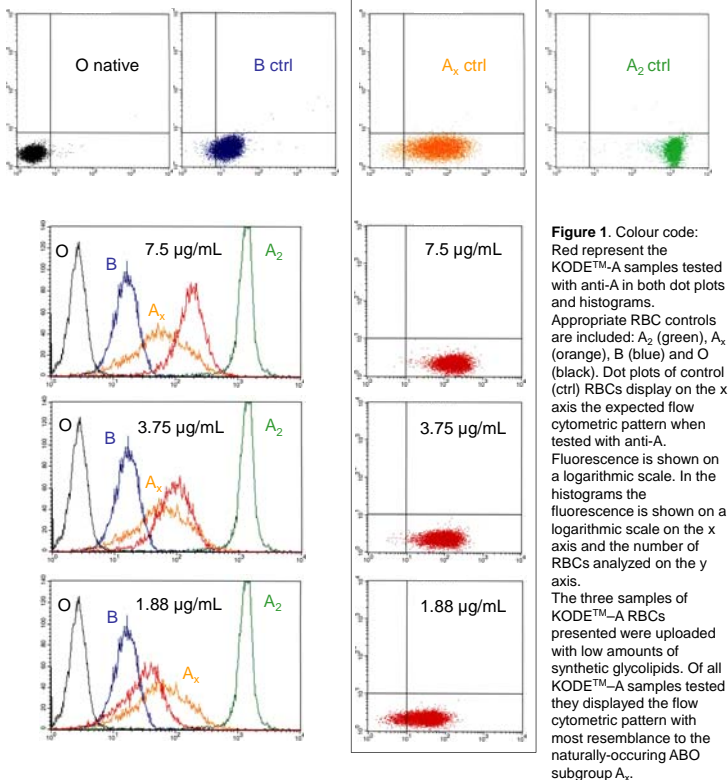 O native
B ctrl
Aₓ ctrl
A₂ ctrl
7.5 µg/mL
O
B
Aₓ
A₂
7.5 µg/mL
3.75 µg/mL
O
B
Aₓ
A₂
3.75 µg/mL
1.88 µg/mL
O
B
Aₓ
A₂
1.88 µg/mL
Figure 1. Colour code:
Red represent the
KODE™-A samples tested
with anti-A in both dot plots
and histograms.
Appropriate RBC controls
are included: A₂ (green), Aₓ
(orange), B (blue) and O
(black). Dot plots of control
(ctrl) RBCs display on the x
axis the expected flow
cytometric pattern when
tested with anti-A.
Fluorescence is shown on
a logarithmic scale. In the
histograms the
fluorescence is shown on a
logarithmic scale on the x
axis and the number of
RBCs analyzed on the y
axis.
The three samples of
KODE™–A RBCs
presented were uploaded
with low amounts of
synthetic glycolipids. Of all
KODE™–A samples tested
they displayed the flow
cytometric pattern with
most resemblance to the
naturally-occuring ABO
subgroup Aₓ.